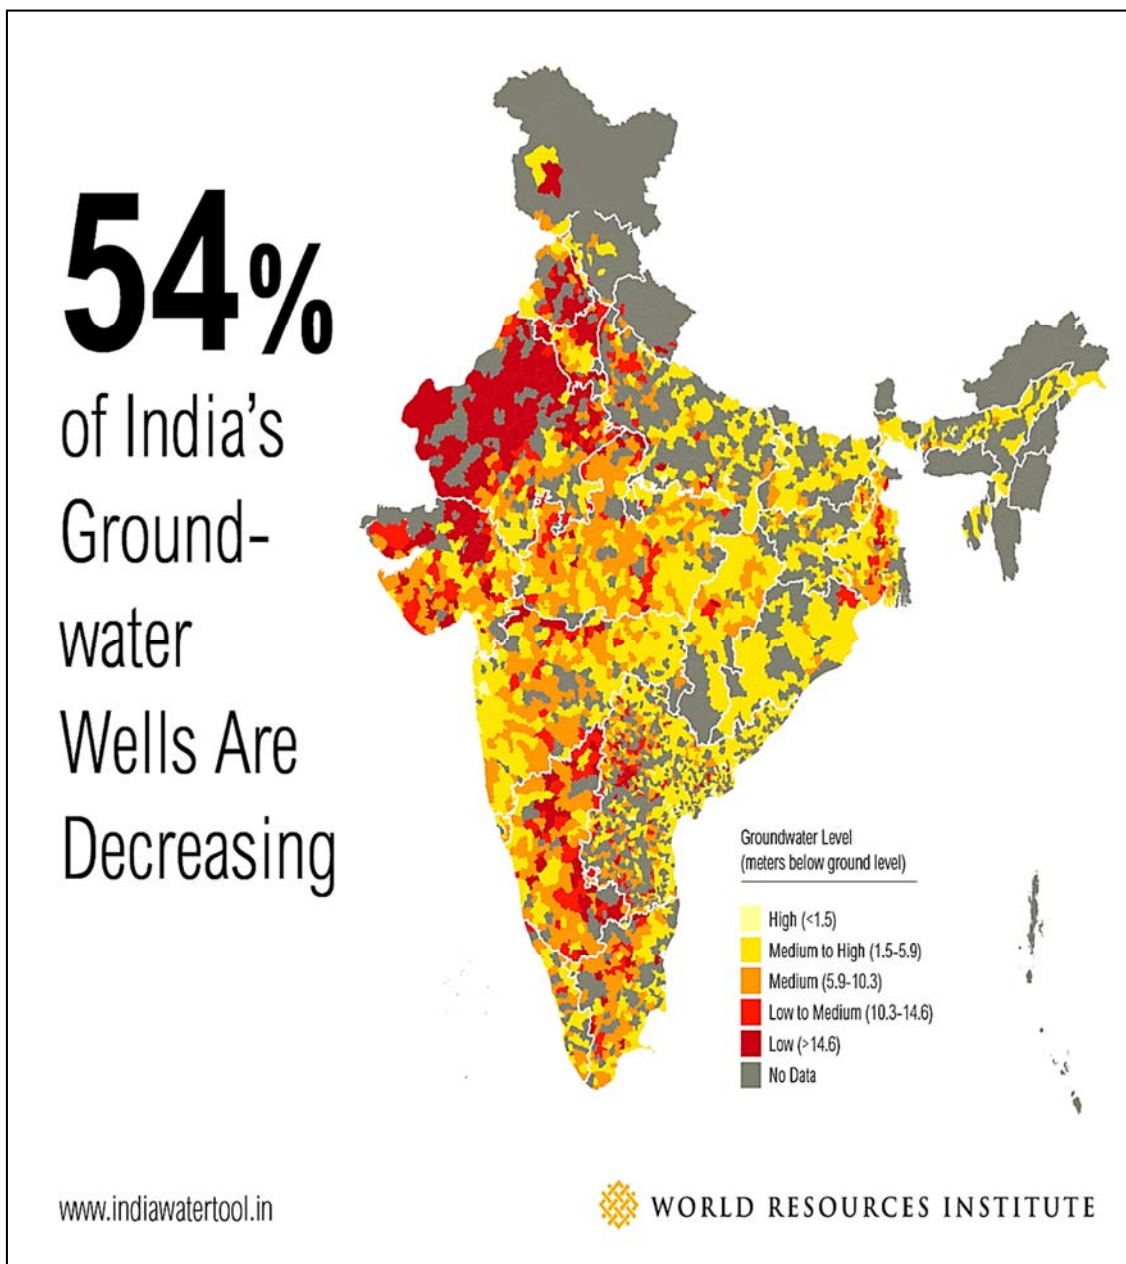 54%
of India's
Ground-
water
Wells Are
Decreasing
Groundwater Level
(meters below ground level)
High (<1.5)
Medium to High (1.5-5.9)
Medium (5.9-10.3)
Low to Medium (10.3-14.6)
Low (>14.6)
No Data
www.indiawatertool.in
WORLD RESOURCES INSTITUTE